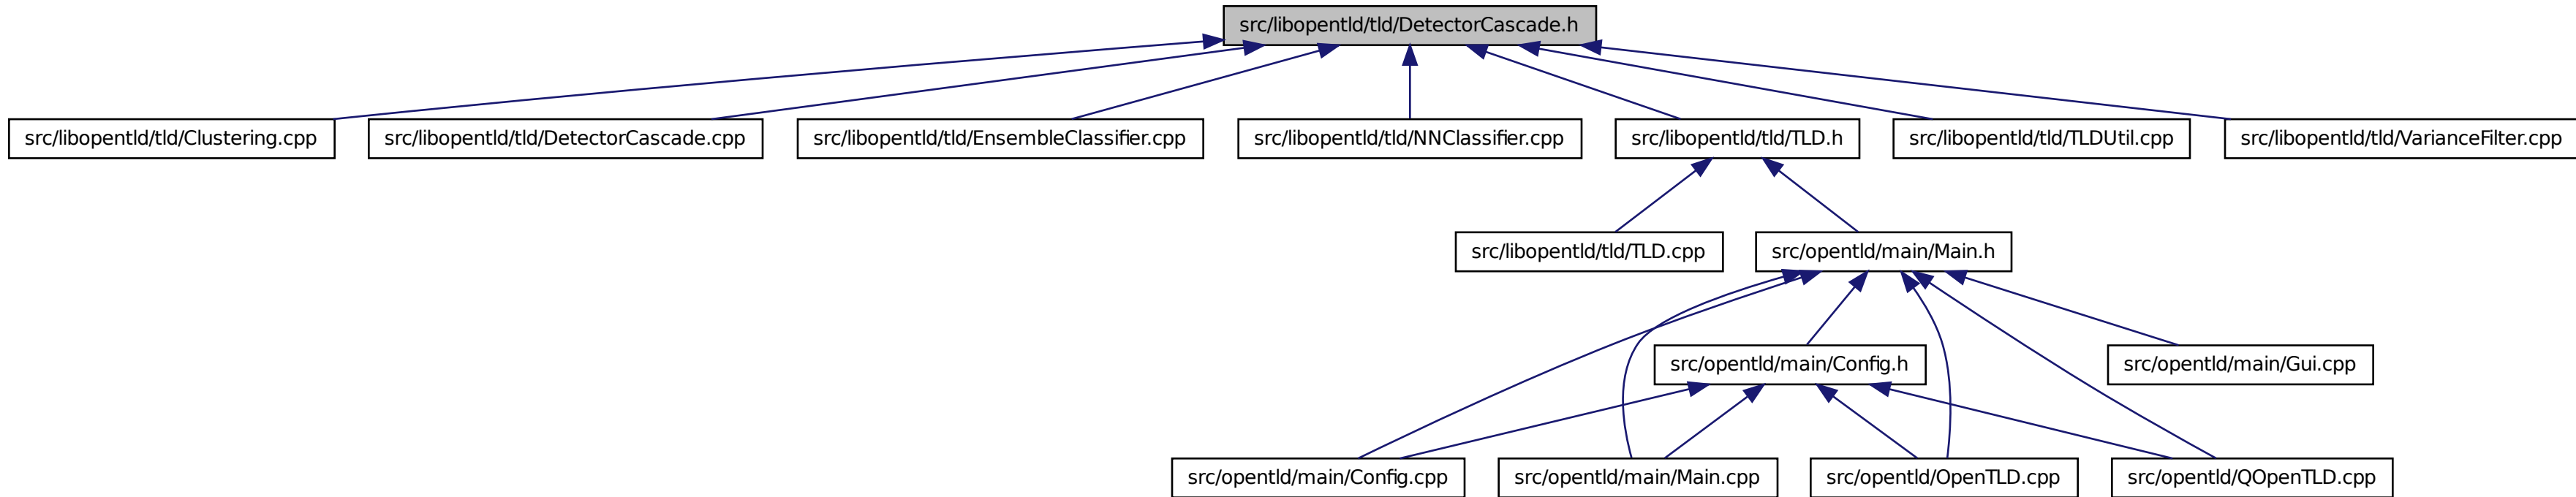 src/libopentld/tld/DetectorCascade.h
src/libopentld/tld/Clustering.cpp
src/libopentld/tld/DetectorCascade.cpp
src/libopentld/tld/EnsembleClassifier.cpp
src/libopentld/tld/NNClassifier.cpp
src/libopentld/tld/TLD.h
src/libopentld/tld/TLDUtil.cpp
src/libopentld/tld/VarianceFilter.cpp
src/libopentld/tld/TLD.cpp
src/opentld/main/Main.h
src/opentld/main/Config.h
src/opentld/main/Gui.cpp
src/opentld/main/Config.cpp
src/opentld/main/Main.cpp
src/opentld/OpenTLD.cpp
src/opentld/QOpenTLD.cpp